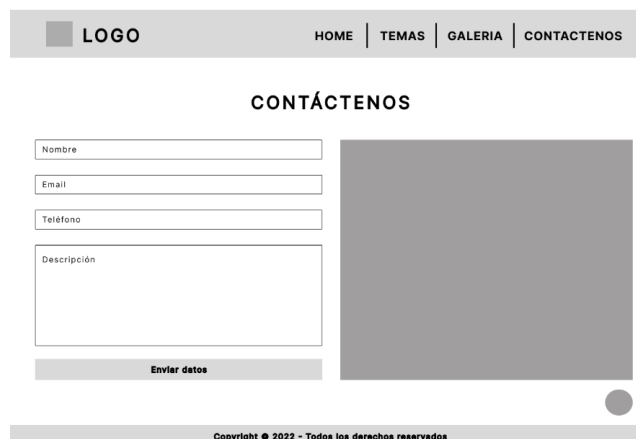 LOGO
HOME TEMAS GALERIA CONTACTENOS
CONTÁCTENOS
Nombre
Email
Teléfono
Descripción
Enviar datos
Copyright © 2022 - Todos los derechos reservados